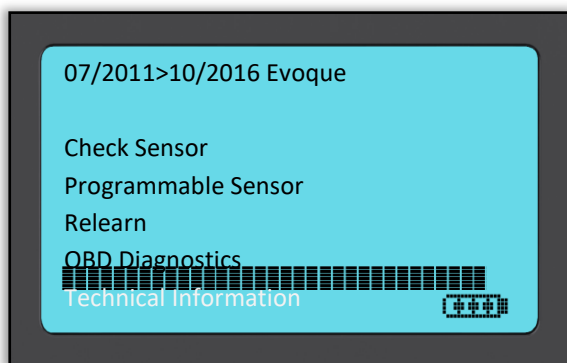 07/2011>10/2016 Evoque
Check Sensor
Programmable Sensor
Relearn
OBD Diagnostics
Technical Information